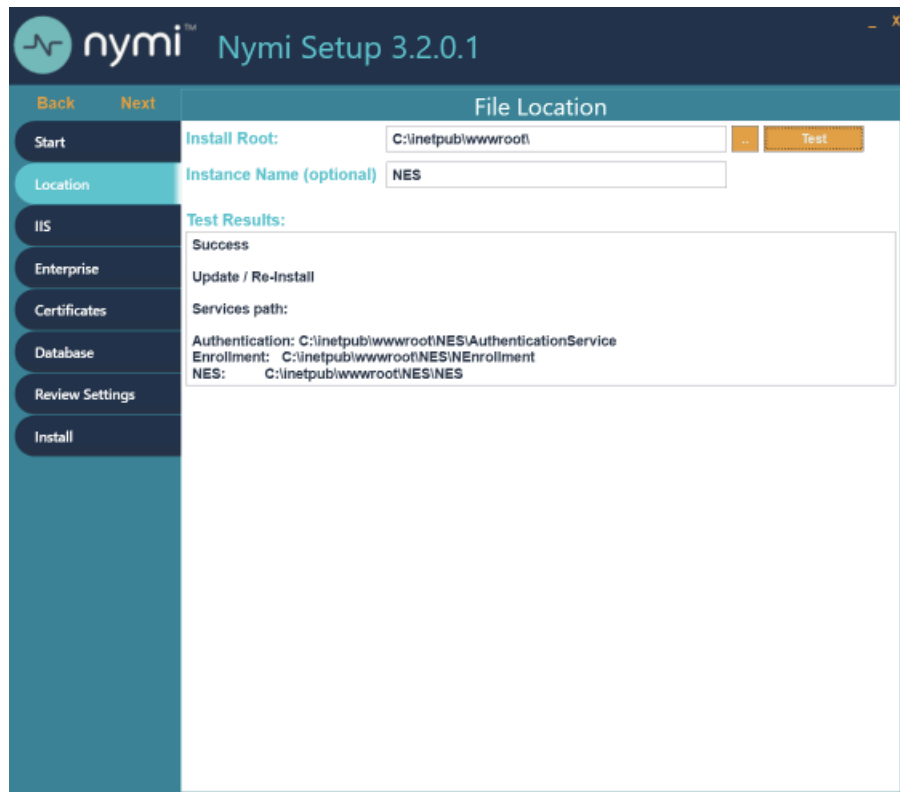 nymi™ Nymi Setup 3.2.0.1
_ X
Back Next
File Location
Start
Location
IIS
Enterprise
Certificates
Database
Review Settings
Install
Install Root: C:\inetpub\wwwroot\ .. Test
Instance Name (optional) NES
Test Results:
Success
Update / Re-Install
Services path:
Authentication: C:\inetpub\wwwroot\NES\AuthenticationService
Enrollment: C:\inetpub\wwwroot\NES\NEnrollment
NES: C:\inetpub\wwwroot\NES\NES